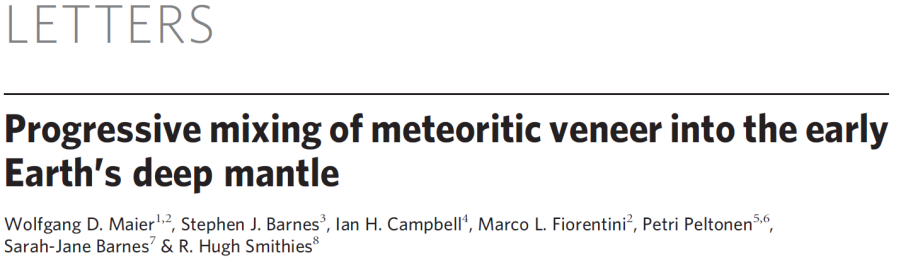 LETTERS
Progressive mixing of meteoritic veneer into the early
Earth's deep mantle
Wolfgang D. Maier1,2, Stephen J. Barnes3, Ian H. Campbell4, Marco L. Fiorentini2, Petri Peltonen5,6,
Sarah-Jane Barnes7 & R. Hugh Smithies8